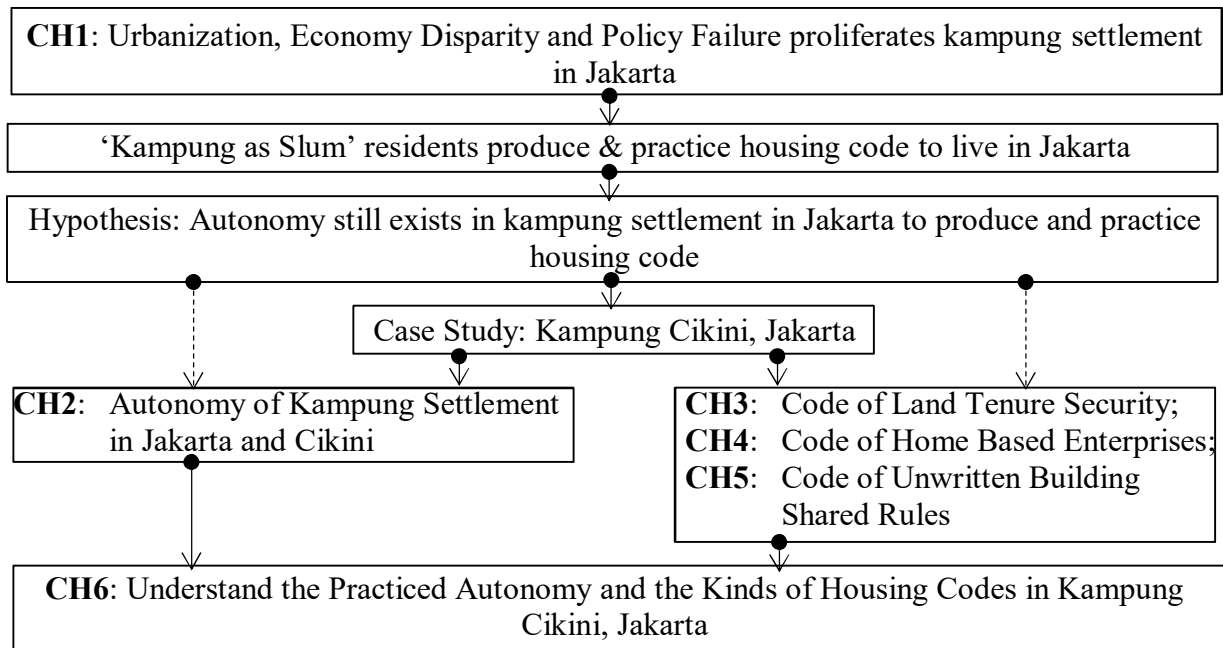 CH1: Urbanization, Economy Disparity and Policy Failure proliferates kampung settlement
in Jakarta
‘Kampung as Slum’ residents produce & practice housing code to live in Jakarta
Hypothesis: Autonomy still exists in kampung settlement in Jakarta to produce and practice
housing code
Case Study: Kampung Cikini, Jakarta
CH2: Autonomy of Kampung Settlement
in Jakarta and Cikini
CH3: Code of Land Tenure Security;
CH4: Code of Home Based Enterprises;
CH5: Code of Unwritten Building
Shared Rules
CH6: Understand the Practiced Autonomy and the Kinds of Housing Codes in Kampung
Cikini, Jakarta